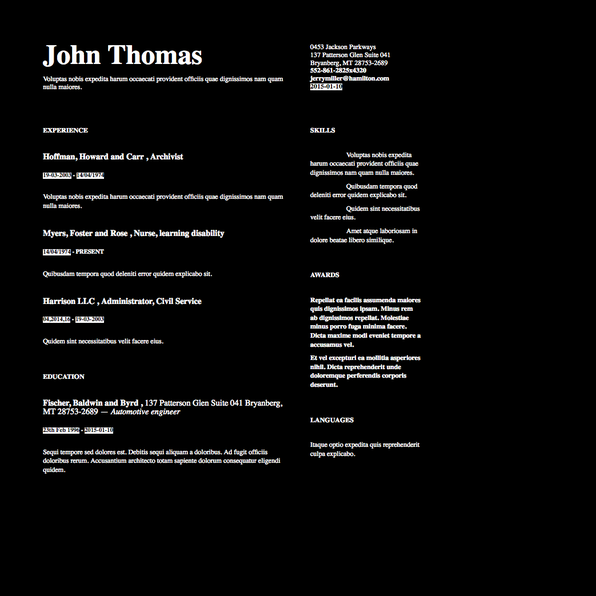 John Thomas
Voluptas nobis expedita harum occaecati provident officiis quae dignissimos nam quam
nulla maiores.
EXPERIENCE
Hoffman, Howard and Carr , Archivist
19-03-2003 - 14/04/1974
Voluptas nobis expedita harum occaecati provident officiis quae dignissimos nam quam
nulla maiores.
Myers, Foster and Rose , Nurse, learning disability
14/04/1974 - PRESENT
Quibusdam tempora quod deleniti error quidem explicabo sit.
Harrison LLC , Administrator, Civil Service
- 19-03-2003
Quidem sint necessitatibus velit facere eius.
EDUCATION
Fischer, Baldwin and Byrd , 137 Patterson Glen Suite 041 Bryanberg,
MT 28753-2689 — Automotive engineer
25th Feb 1996 - 2015-01-10
Sequi tempore sed dolores est. Debitis sequi aliquam a doloribus. Ad fugit officiis
doloribus rerum. Accusantium architecto totam sapiente dolorum consequatur eligendi
quidem.
0453 Jackson Parkways
137 Patterson Glen Suite 041
Bryanberg, MT 28753-2689
552-861-2825x4320
jerrymiller@hamilton.com
2015-01-10
SKILLS
Voluptas nobis expedita
harum occaecati provident officiis quae
dignissimos nam quam nulla maiores.
Quibusdam tempora quod
deleniti error quidem explicabo sit.
Quidem sint necessitatibus
velit facere eius.
Amet atque laboriosam in
dolore beatae libero similique.
AWARDS
Repellat ea facilis assumenda maiores
quis dignissimos ipsam. Minus rem
ab dignissimos repellat. Molestiae
minus porro fuga minima facere.
Dicta maxime modi eveniet tempore a
accusamus vel.
Et vel excepturi ea mollitia asperiores
nihil. Dicta reprehenderit unde
doloremque perferendis corporis
deserunt.
LANGUAGES
Itaque optio expedita quis reprehenderit
culpa explicabo.